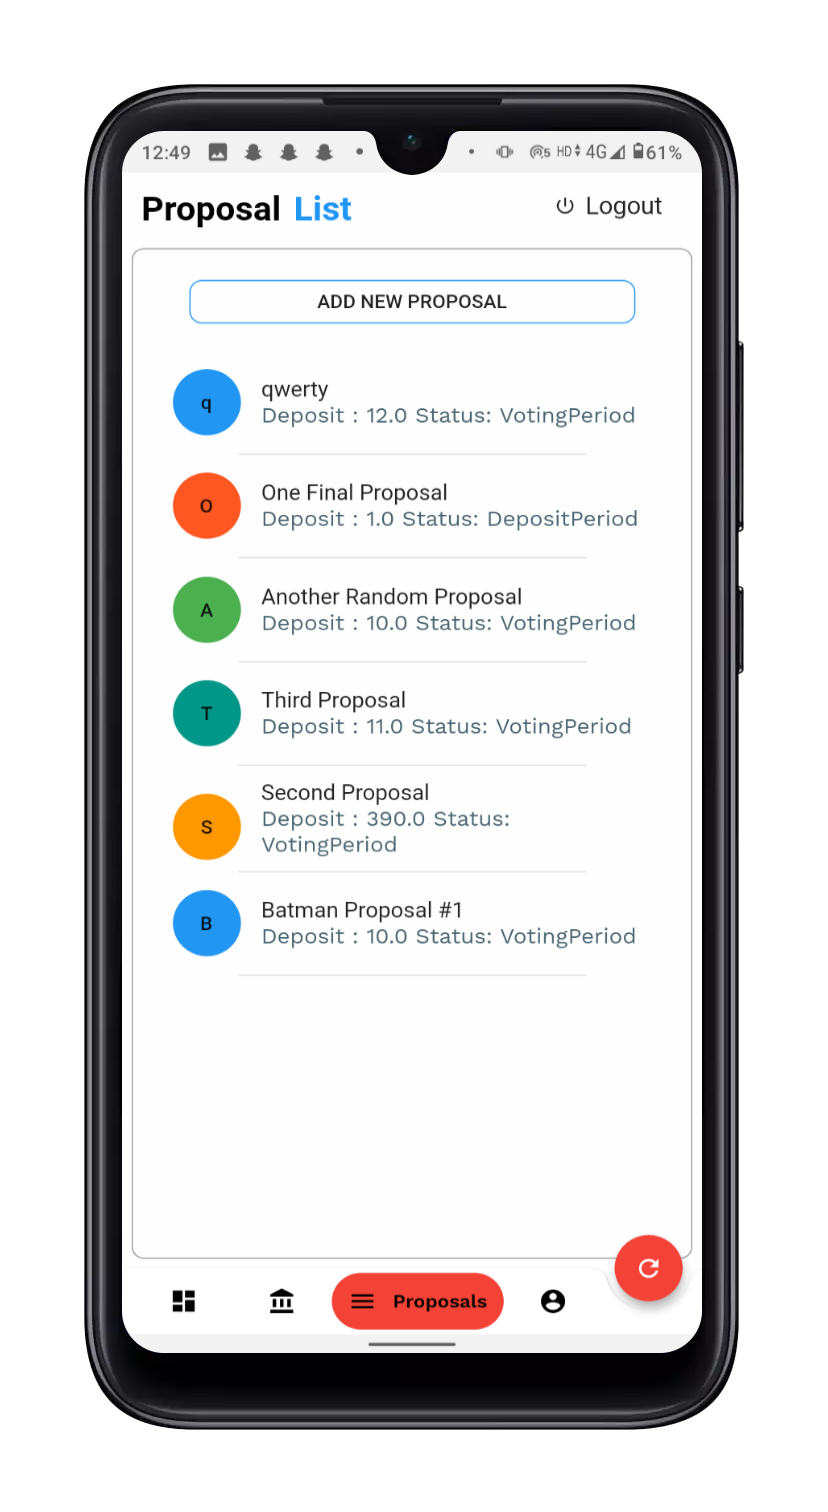 12:49 5 HD 4G 61%
Proposal List Logout
ADD NEW PROPOSAL
q qwerty
Deposit : 12.0 Status: VotingPeriod
O One Final Proposal
Deposit : 1.0 Status: DepositPeriod
A Another Random Proposal
Deposit : 10.0 Status: VotingPeriod
T Third Proposal
Deposit : 11.0 Status: VotingPeriod
S Second Proposal
Deposit : 390.0 Status:
VotingPeriod
B Batman Proposal #1
Deposit : 10.0 Status: VotingPeriod
Proposals